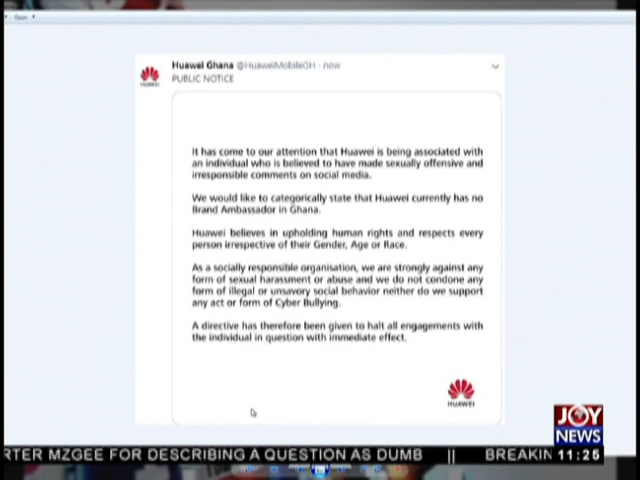 Open
Huawei Ghana @HuaweiMobileGH · now
PUBLIC NOTICE
HUAWEI
It has come to our attention that Huawei is being associated with
an individual who is believed to have made sexually offensive and
irresponsible comments on social media.
We would like to categorically state that Huawei currently has no
Brand Ambassador in Ghana.
Huawei believes in upholding human rights and respects every
person irrespective of their Gender, Age or Race.
As a socially responsible organisation, we are strongly against any
form of sexual harassment or abuse and we do not condone any
form of illegal or unsavory social behavior neither do we support
any act or form of Cyber Bullying.
A directive has therefore been given to halt all engagements with
the individual in question with immediate effect.
HUAWEI
JOY
NEWS
RTER MZGEE FOR DESCRIBING A QUESTION AS DUMB || BREAKIN 11:25